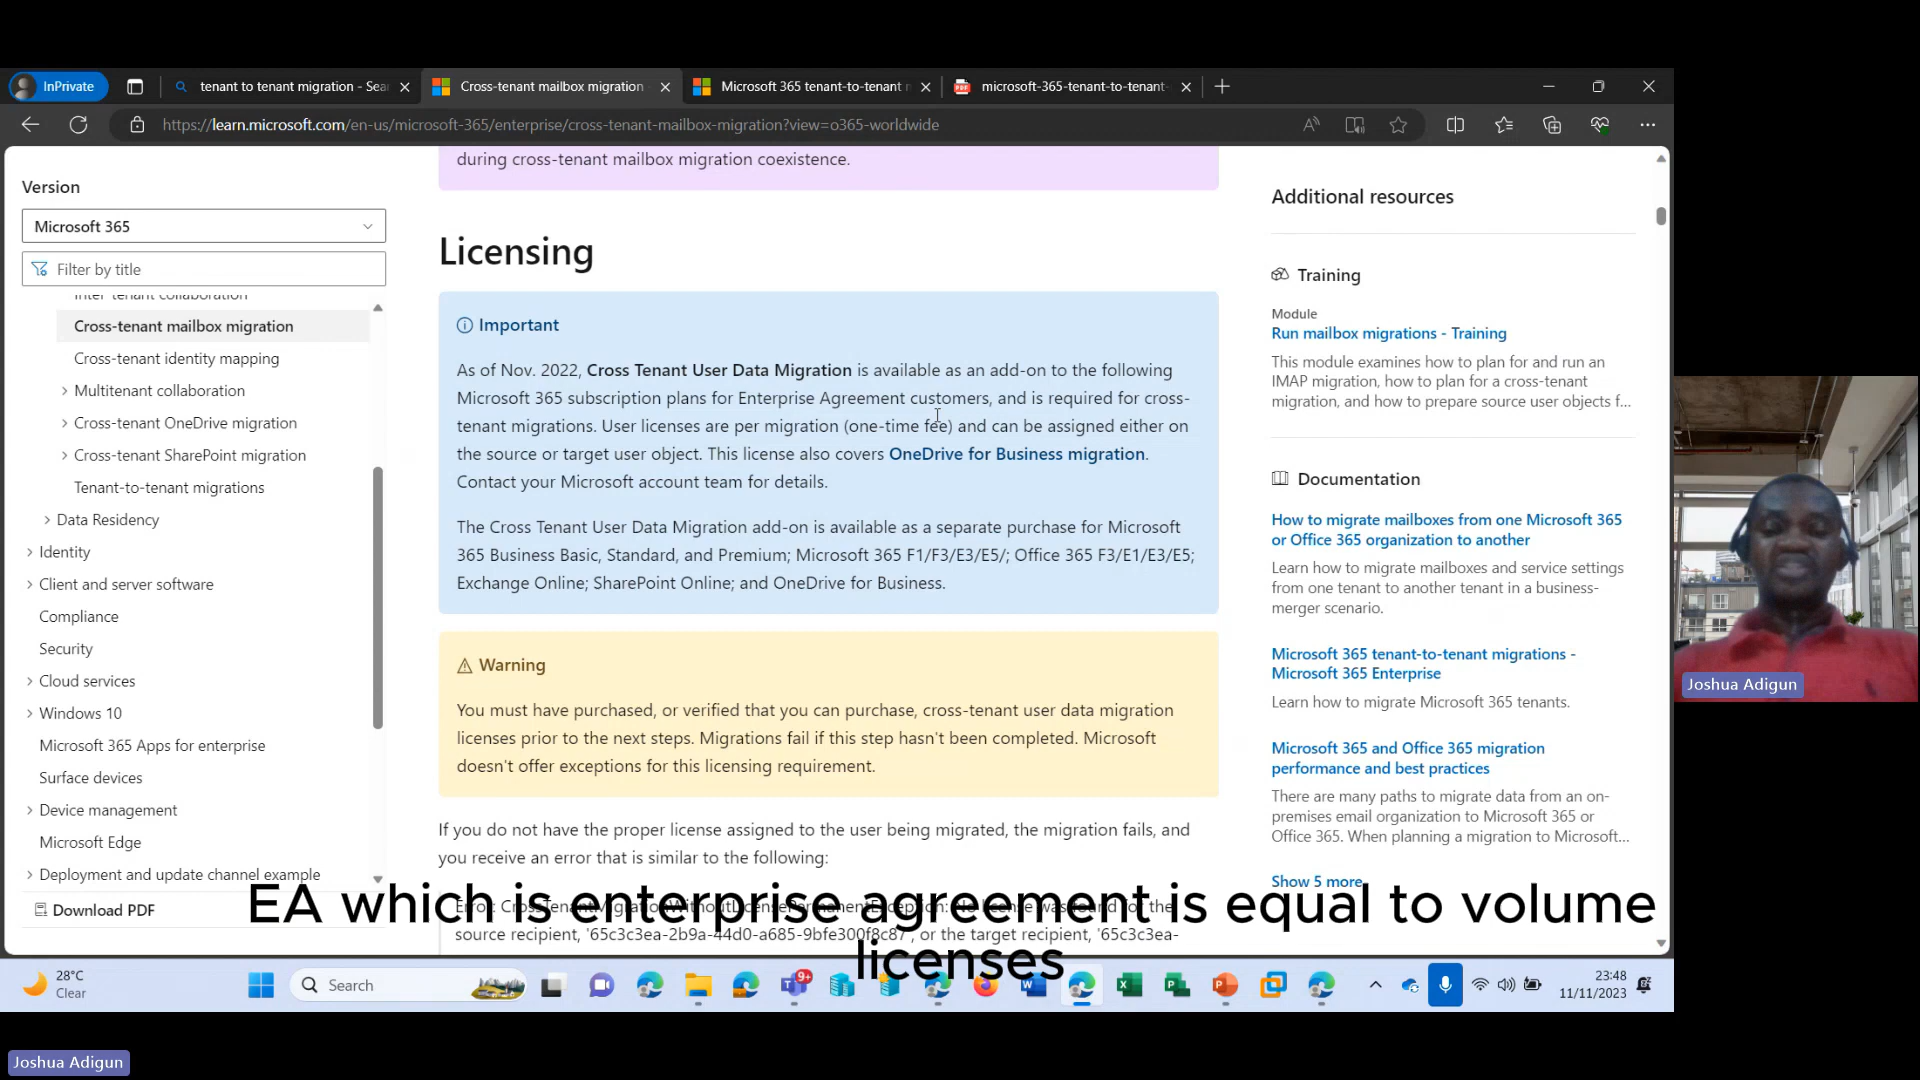 InPrivate
tenant to tenant migration - Sea
Cross-tenant mailbox migration
Microsoft 365 tenant-to-tenant
microsoft-365-tenant-to-tenant-
https://learn.microsoft.com/en-us/microsoft-365/enterprise/cross-tenant-mailbox-migration?view=o365-worldwide
Version
Microsoft 365
Filter by title
Inter-tenant collaboration
Cross-tenant mailbox migration
Cross-tenant identity mapping
Multitenant collaboration
Cross-tenant OneDrive migration
Cross-tenant SharePoint migration
Tenant-to-tenant migrations
Data Residency
Identity
Client and server software
Compliance
Security
Cloud services
Windows 10
Microsoft 365 Apps for enterprise
Surface devices
Device management
Microsoft Edge
Deployment and update channel example
Download PDF
during cross-tenant mailbox migration coexistence.
Licensing
Important
As of Nov. 2022, Cross Tenant User Data Migration is available as an add-on to the following
Microsoft 365 subscription plans for Enterprise Agreement customers, and is required for cross-
tenant migrations. User licenses are per migration (one-time fee) and can be assigned either on
the source or target user object. This license also covers OneDrive for Business migration.
Contact your Microsoft account team for details.
The Cross Tenant User Data Migration add-on is available as a separate purchase for Microsoft
365 Business Basic, Standard, and Premium; Microsoft 365 F1/F3/E3/E5/; Office 365 F3/E1/E3/E5;
Exchange Online; SharePoint Online; and OneDrive for Business.
Warning
You must have purchased, or verified that you can purchase, cross-tenant user data migration
licenses prior to the next steps. Migrations fail if this step hasn't been completed. Microsoft
doesn't offer exceptions for this licensing requirement.
If you do not have the proper license assigned to the user being migrated, the migration fails, and
you receive an error that is similar to the following:
Error: CrossTenantMigrationWithoutLicensePermanentException: No license was found for the
source recipient, '65c3c3ea-2b9a-44d0-a685-9bfe300f8c87', or the target recipient, '65c3c3ea-
Additional resources
Training
Module
Run mailbox migrations - Training
This module examines how to plan for and run an
IMAP migration, how to plan for a cross-tenant
migration, and how to prepare source user objects f...
Documentation
How to migrate mailboxes from one Microsoft 365
or Office 365 organization to another
Learn how to migrate mailboxes and service settings
from one tenant to another tenant in a business-
merger scenario.
Microsoft 365 tenant-to-tenant migrations -
Microsoft 365 Enterprise
Learn how to migrate Microsoft 365 tenants.
Microsoft 365 and Office 365 migration
performance and best practices
There are many paths to migrate data from an on-
premises email organization to Microsoft 365 or
Office 365. When planning a migration to Microsoft...
Show 5 more
EA which is enterprise agreement is equal to volume
licenses
28°C
Clear
Search
9+
23:48
11/11/2023
Joshua Adigun
Joshua Adigun